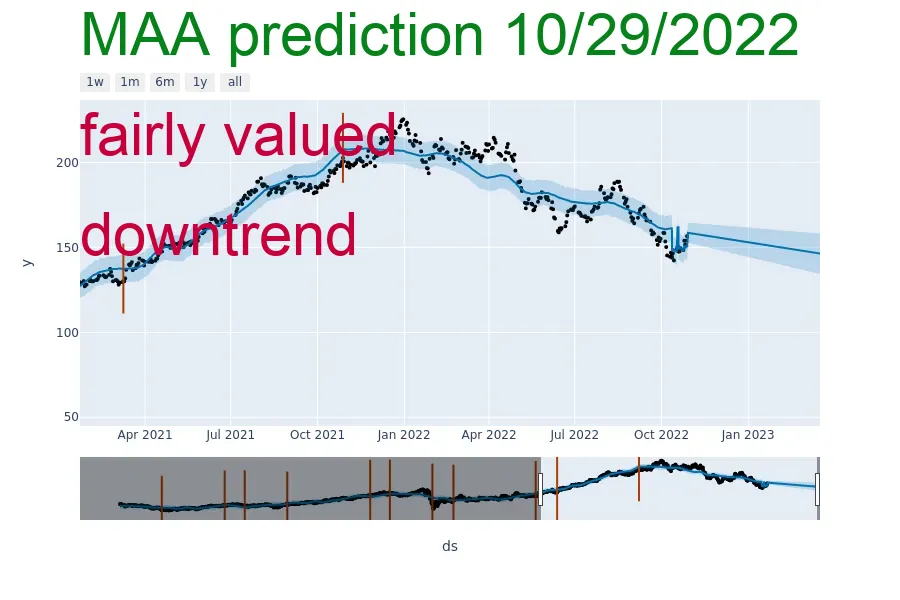 MAA prediction 10/29/2022
1w 1m 6m 1y all
fairly valued
200
downtrend
150
y
100
50
Apr 2021 Jul 2021 Oct 2021 Jan 2022 Apr 2022 Jul 2022 Oct 2022 Jan 2023
ds